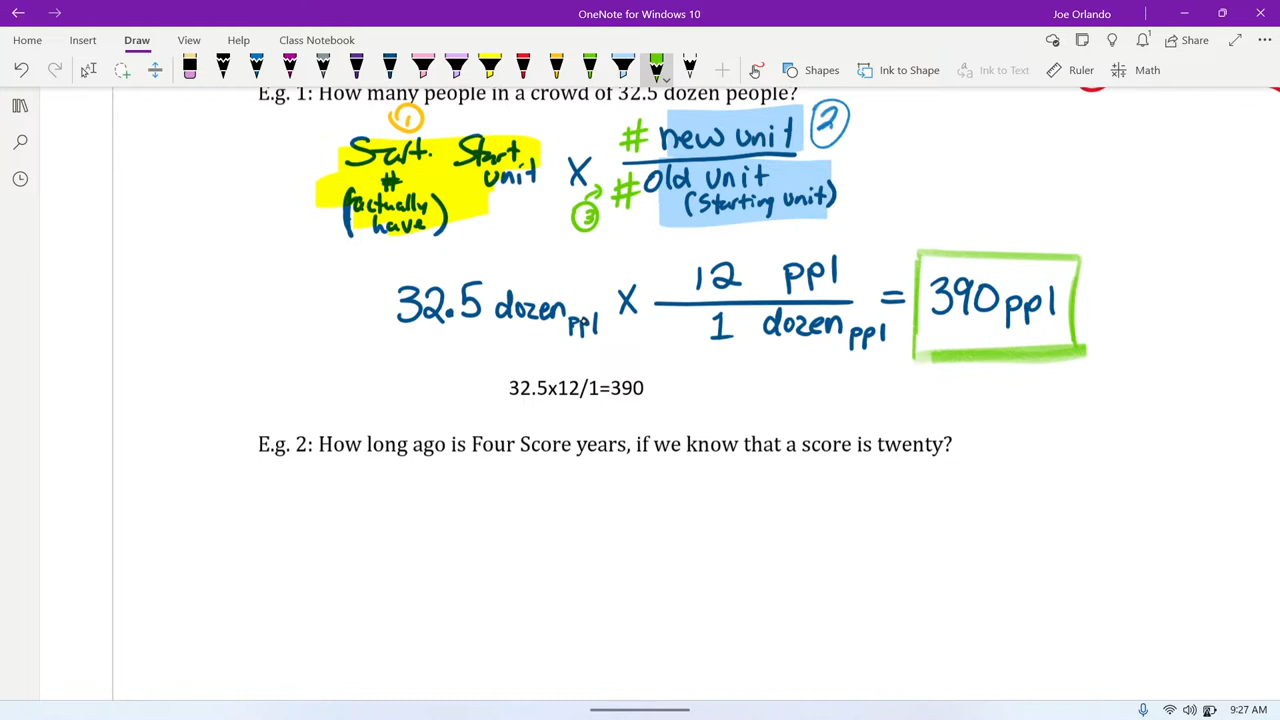 OneNote for Windows 10
Joe Orlando
Home Insert Draw View Help Class Notebook
Share
Shapes Ink to Shape Ink to Text Ruler Math
E.g. 1: How many people in a crowd of 32.5 dozen people?
1
Start. Start unit
#
(actually have)
X
# new unit 2
# old unit
(Starting unit)
3
32.5 dozen ppl X 12 ppl = 390 ppl
1 dozen ppl
32.5x12/1=390
E.g. 2: How long ago is Four Score years, if we know that a score is twenty?
9:27 AM